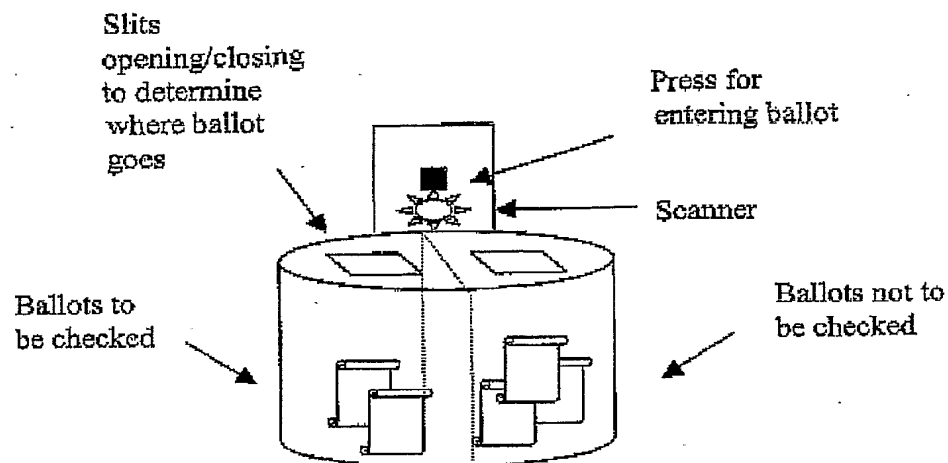 Slits
opening/closing
to determine
where ballot
goes
Press for
entering ballot
Scanner
Ballots to
be checked
Ballots not to
be checked